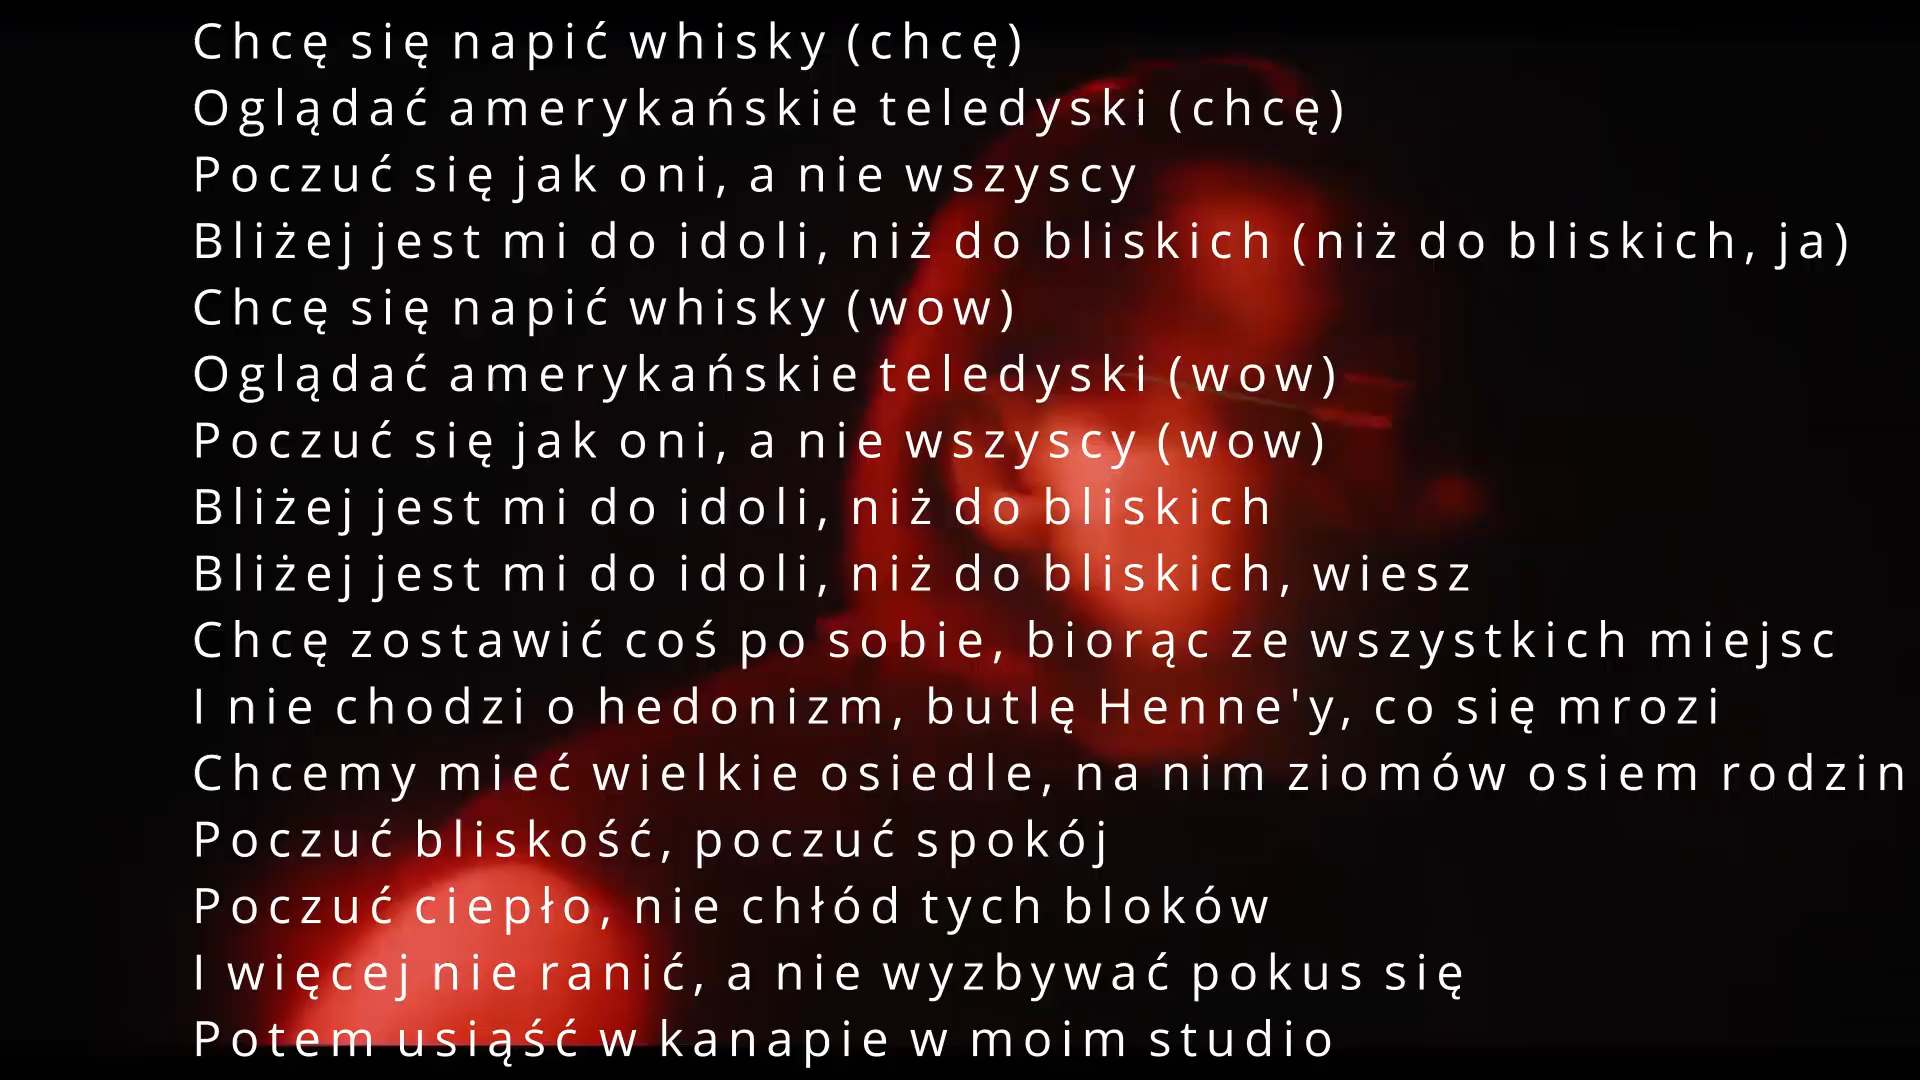 Chcę się napić whisky (chcę)
Oglądać amerykańskie teledyski (chcę)
Poczuć się jak oni, a nie wszyscy
Bliżej jest mi do idoli, niż do bliskich (niż do bliskich, ja)
Chcę się napić whisky (wow)
Oglądać amerykańskie teledyski (wow)
Poczuć się jak oni, a nie wszyscy (wow)
Bliżej jest mi do idoli, niż do bliskich
Bliżej jest mi do idoli, niż do bliskich, wiesz
Chcę zostawić coś po sobie, biorąc ze wszystkich miejsc
I nie chodzi o hedonizm, butlę Henne'y, co się mrozi
Chcemy mieć wielkie osiedle, na nim ziomów osiem rodzin
Poczuć bliskość, poczuć spokój
Poczuć ciepło, nie chłód tych bloków
I więcej nie ranić, a nie wyzbywać pokus się
Potem usiąść w kanapie w moim studio